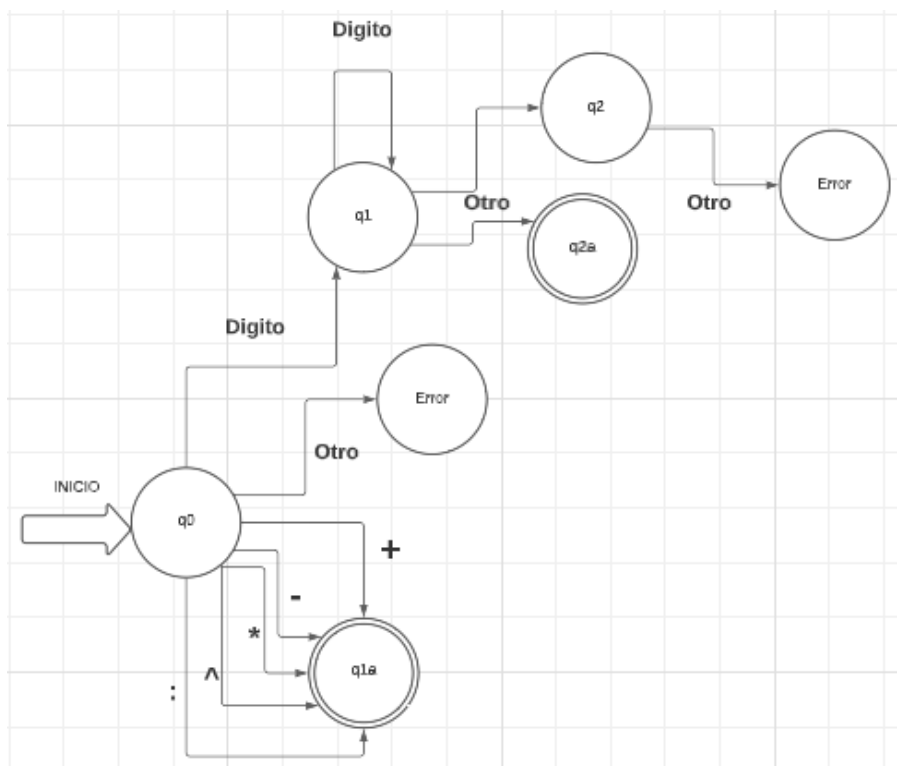 Digito
q2
Error
q1
Otro
Otro
q2a
Digito
Error
Otro
INICIO
q0
+
-
*
^
:
q1a